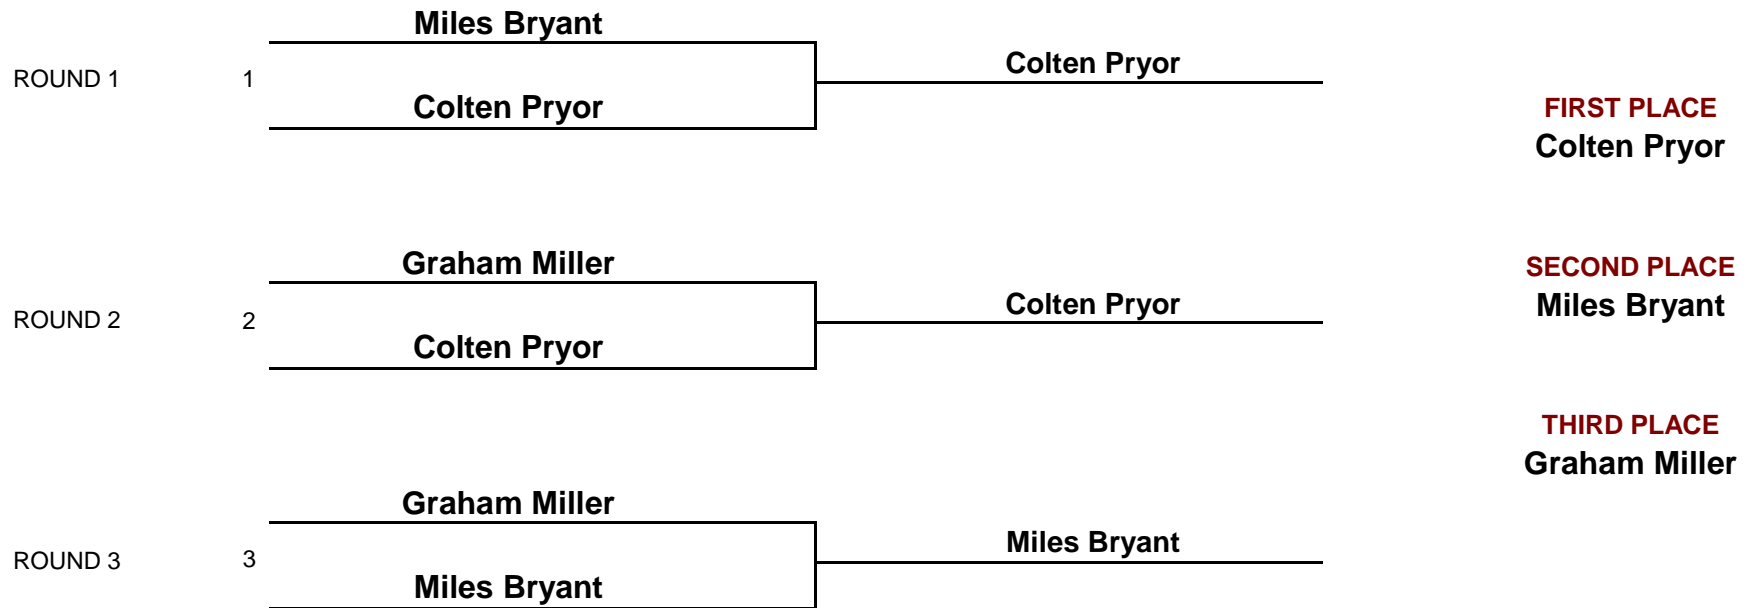 Miles Bryant
ROUND 1
1
Colten Pryor
Colten Pryor
FIRST PLACE
Colten Pryor
Graham Miller
ROUND 2
2
Colten Pryor
Colten Pryor
SECOND PLACE
Miles Bryant
THIRD PLACE
Graham Miller
Graham Miller
ROUND 3
3
Miles Bryant
Miles Bryant